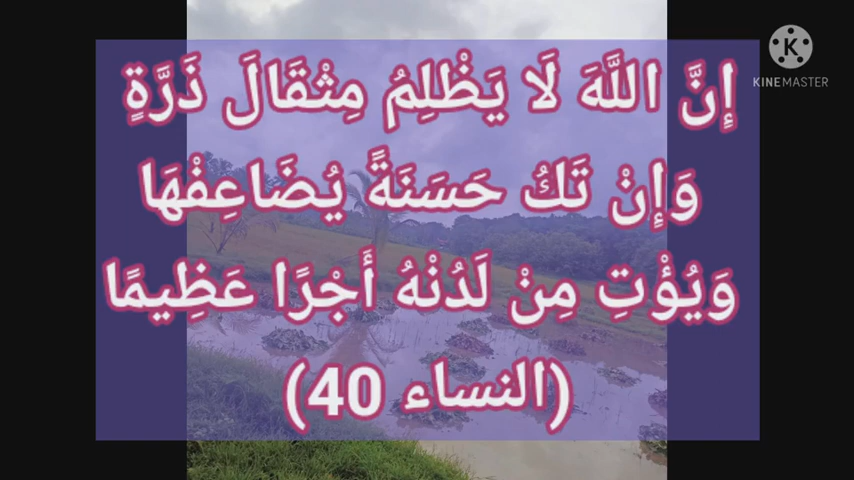 إِنَّ اللَّهَ لَا يَظْلِمُ مِثْقَالَ ذَرَّةٍ
وَإِنْ تَكُ حَسَنَةً يُضَاعِفْهَا
وَيُؤْتِ مِنْ لَدُنْهُ أَجْرًا عَظِيمًا
(النساء 40)
K
KINEMASTER